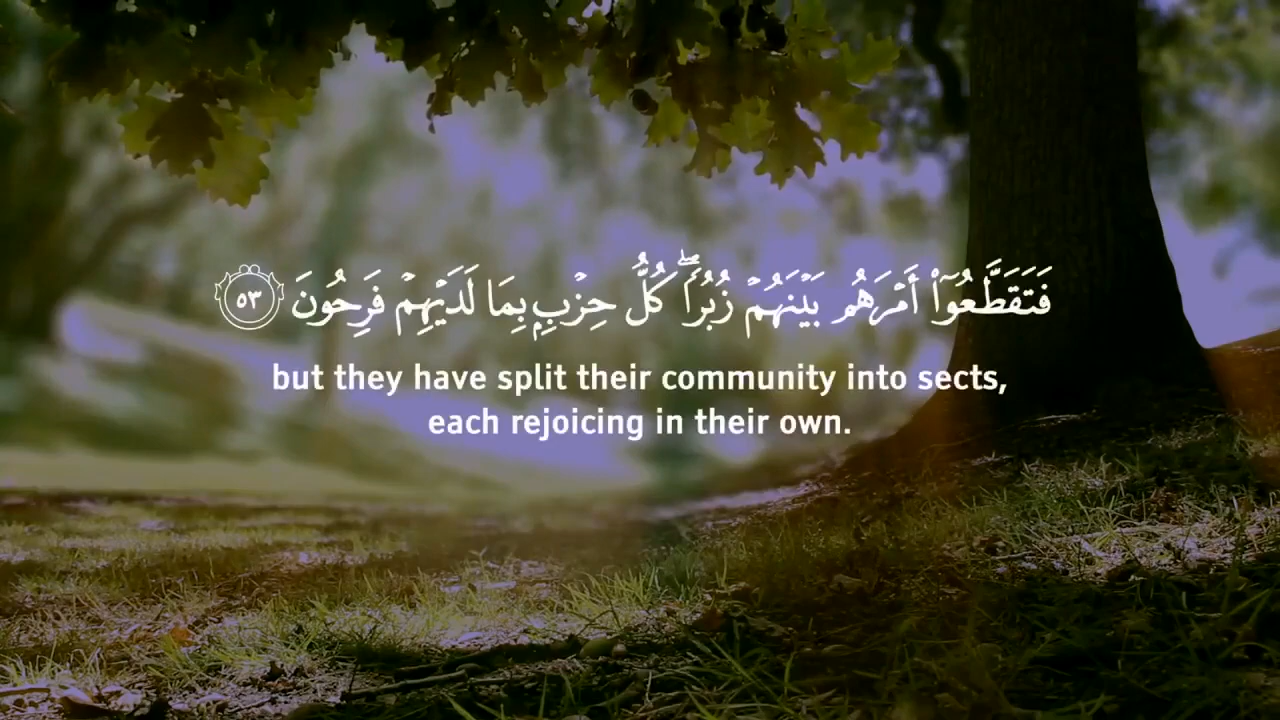 فَتَقَطَّعُوٓا۟ أَمْرَهُم بَيْنَهُمْ زُبُرًۭا ۖ كُلُّ حِزْبٍۭ بِمَا لَدَيْهِمْ فَرِحُونَ ٥٣
but they have split their community into sects,
each rejoicing in their own.